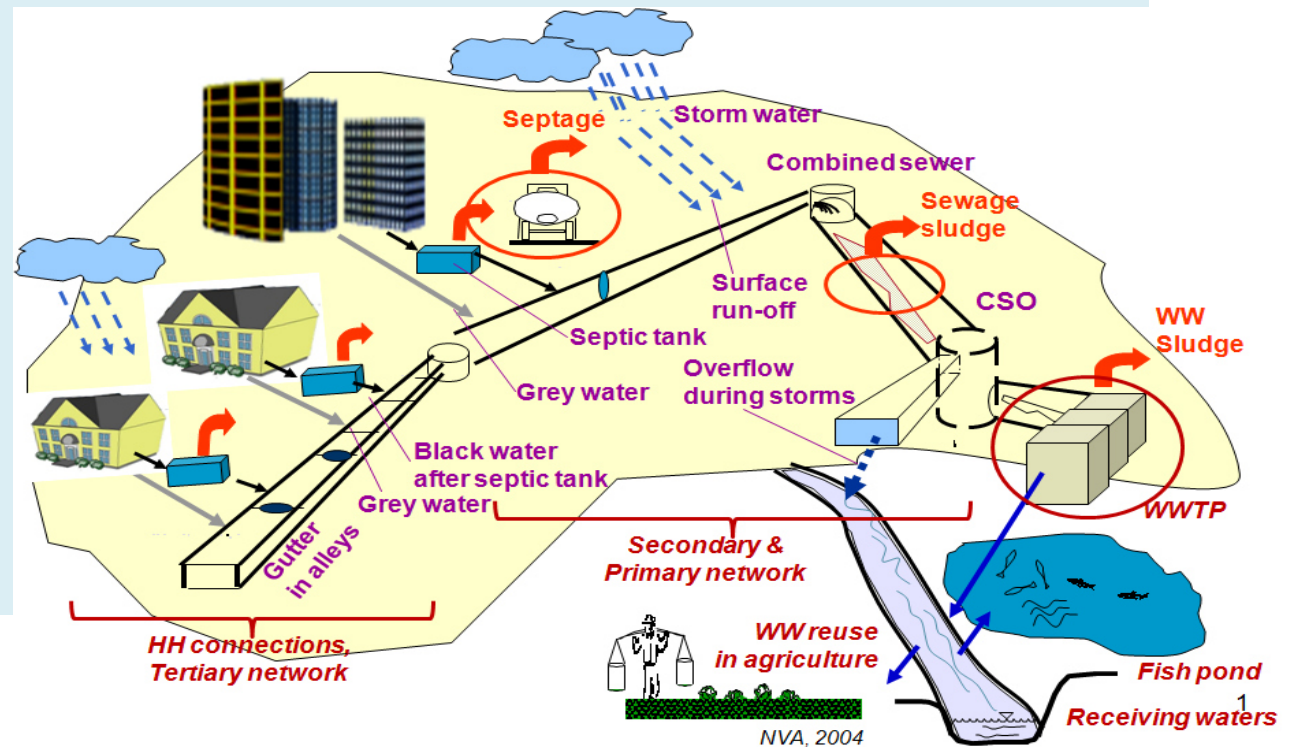 Septage
Storm water
Combined sewer
Sewage
sludge
Surface
run-off
CSO
WW
Sludge
Septic tank
Overflow
during storms
Grey water
Black water
after septic tank
Grey water
Gutter
in alleys
WWTP
Secondary &
Primary network
HH connections,
Tertiary network
WW reuse
in agriculture
Fish pond
Receiving waters
1
NVA, 2004